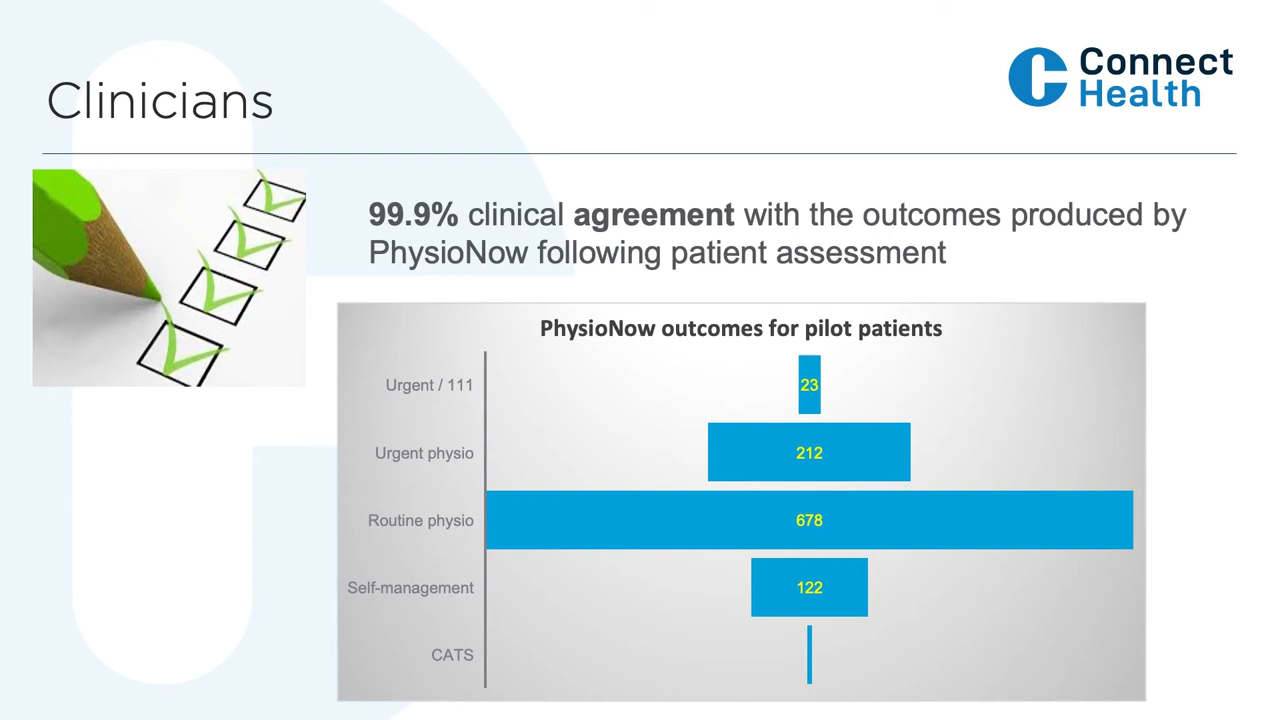 Clinicians
Connect
Health
99.9% clinical agreement with the outcomes produced by
PhysioNow following patient assessment
PhysioNow outcomes for pilot patients
Urgent / 111
23
Urgent physio
212
Routine physio
678
Self-management
122
CATS